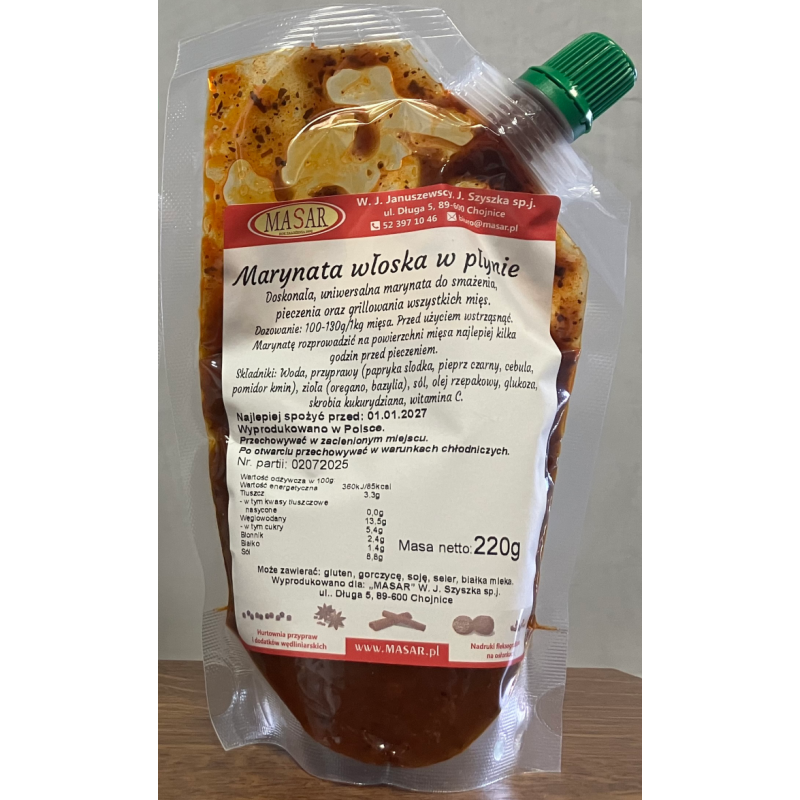 MASAR
W. J. Januszewscy, J. Szyszka sp.j.
ul. Długa 5, 89-600 Chojnice
52 397 10 46 @masar.pl
Marynata włoska w płynie
Doskonała, uniwersalna marynata do smażenia,
pieczenia oraz grillowania wszystkich mięs.
Dozowanie: 100-130g/1kg mięsa. Przed użyciem wstrząsnąć.
Marynatę rozprowadzić na powierzchni mięsa najlepiej kilka
godzin przed pieczeniem.
Składniki: Woda, przyprawy (papryka słodka, pieprz czarny, cebula,
pomidor kmin), zioła (oregano, bazylia), sól, olej rzepakowy, glukoza,
skrobia kukurydziana, witamina C.
Najlepiej spożyć przed: 01.01.2027
Wyprodukowano w Polsce.
Przechowywać w zacienionym miejscu.
Po otwarciu przechowywać w warunkach chłodniczych.
Nr. partii: 02072025
Wartość odżywcza w 100g
Wartość energetyczna 360kJ/85kcal
Tłuszcz 3.3g
- w tym kwasy tłuszczowe
nasycone 0,0g
Węglowodany 13,5g
- w tym cukry 5,4g
Błonnik 2,4g
Białko 1.4g
Sól 8,8g
Masa netto: 220g
Może zawierać: gluten, gorczycę, soję, seler, białka mleka.
Wyprodukowano dla: „MASAR" W. J. Szyszka sp.j.
ul.. Długa 5, 89-600 Chojnice
Hurtownia przypraw
i dodatków wędliniarskich
www.MASAR.pl
Nadruki